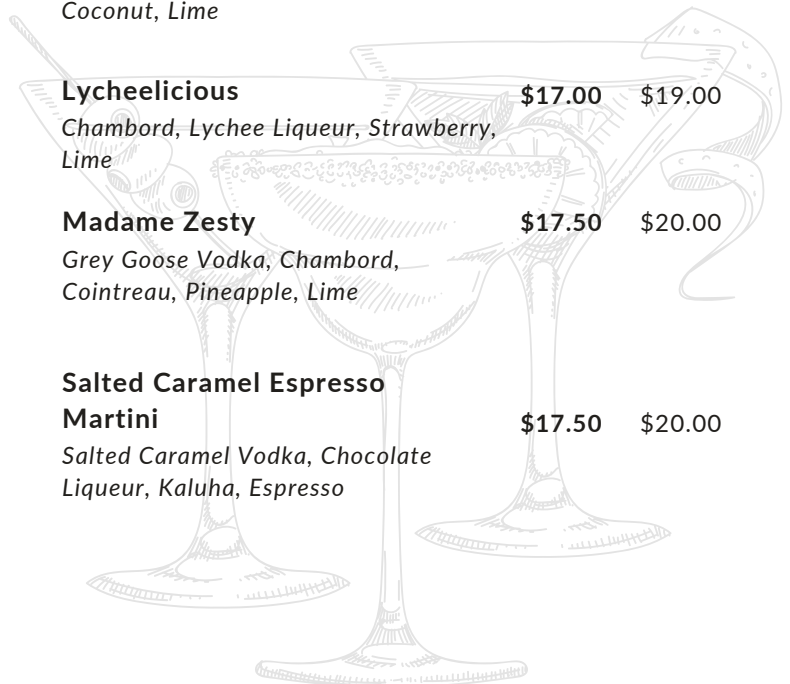 Coconut, Lime
Lycheelicious $17.00 $19.00
Chambord, Lychee Liqueur, Strawberry,
Lime
Madame Zesty $17.50 $20.00
Grey Goose Vodka, Chambord,
Cointreau, Pineapple, Lime
Salted Caramel Espresso
Martini $17.50 $20.00
Salted Caramel Vodka, Chocolate
Liqueur, Kaluha, Espresso